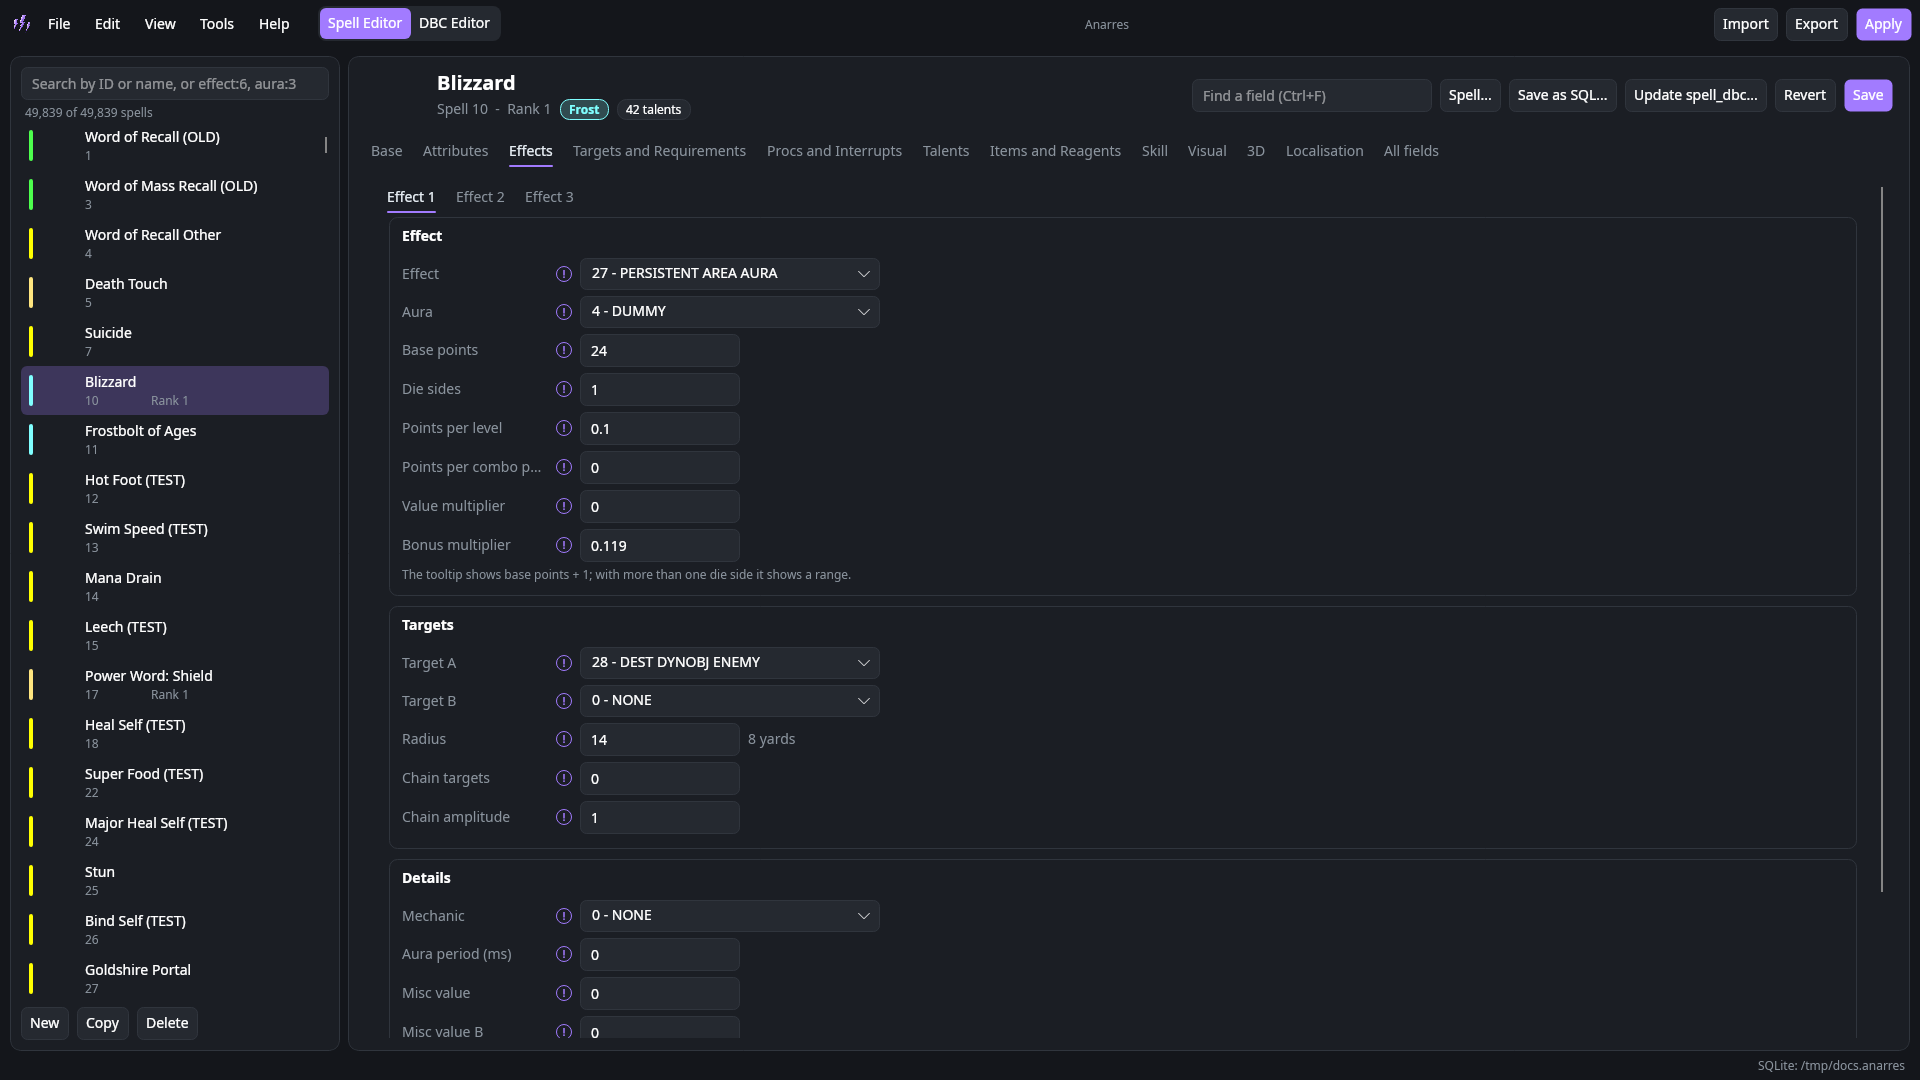 File Edit View Tools Help Spell Editor DBC Editor Anarres Import Export Apply
Search by ID or name, or effect:6, aura:3
49,839 of 49,839 spells
Word of Recall (OLD)
1
Word of Mass Recall (OLD)
3
Word of Recall Other
4
Death Touch
5
Suicide
7
Blizzard
10 Rank 1
Frostbolt of Ages
11
Hot Foot (TEST)
12
Swim Speed (TEST)
13
Mana Drain
14
Leech (TEST)
15
Power Word: Shield
17 Rank 1
Heal Self (TEST)
18
Super Food (TEST)
22
Major Heal Self (TEST)
24
Stun
25
Bind Self (TEST)
26
Goldshire Portal
27
New Copy Delete
Blizzard
Spell 10 - Rank 1 Frost 42 talents
Find a field (Ctrl+F) Spell... Save as SQL... Update spell_dbc... Revert Save
Base Attributes Effects Targets and Requirements Procs and Interrupts Talents Items and Reagents Skill Visual 3D Localisation All fields
Effect 1 Effect 2 Effect 3
Effect
Effect 27 - PERSISTENT AREA AURA
Aura 4 - DUMMY
Base points 24
Die sides 1
Points per level 0.1
Points per combo p... 0
Value multiplier 0
Bonus multiplier 0.119
The tooltip shows base points + 1; with more than one die side it shows a range.
Targets
Target A 28 - DEST DYNOBJ ENEMY
Target B 0 - NONE
Radius 14 8 yards
Chain targets 0
Chain amplitude 1
Details
Mechanic 0 - NONE
Aura period (ms) 0
Misc value 0
Misc value B 0
SQLite: /tmp/docs.anarres